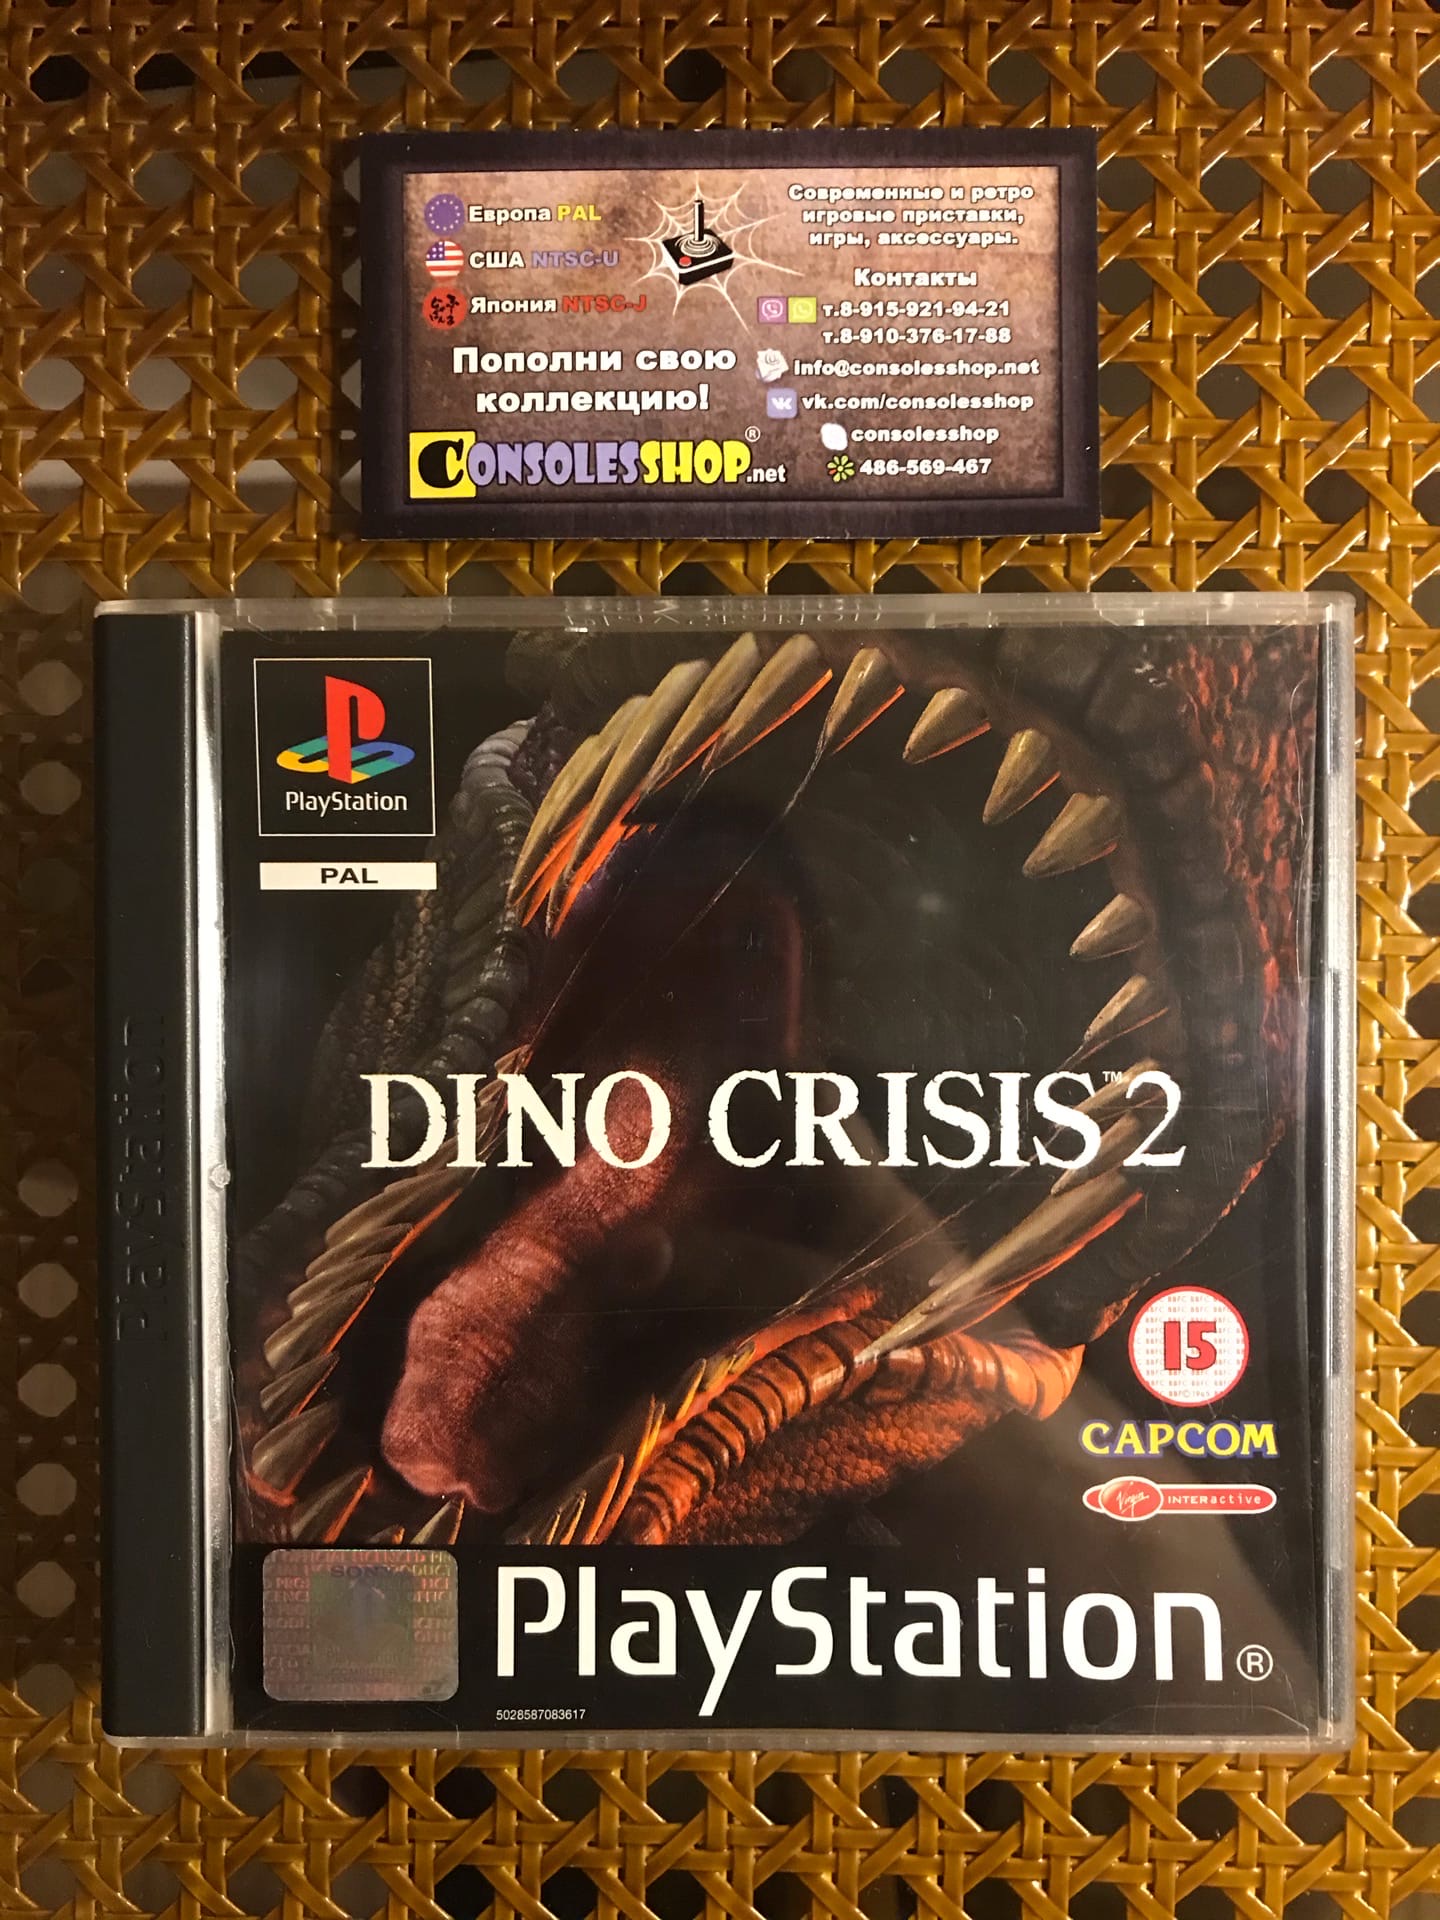 Европа PAL
США NTSC-U
Япония NTSC-J
Пополни свою
коллекцию!
CONSOLESSHOP®.net
Современные и ретро
игровые приставки,
игры, аксессуары.
Контакты
т.8-915-921-94-21
т.8-910-376-17-88
info@consolesshop.net
vk.com/consolesshop
consolesshop
486-569-467
PlayStation
PlayStation
PAL
DINO CRISIS™ 2
15
CAPCOM
Virgin INTERactive
SONY
PlayStation®
5028587083617